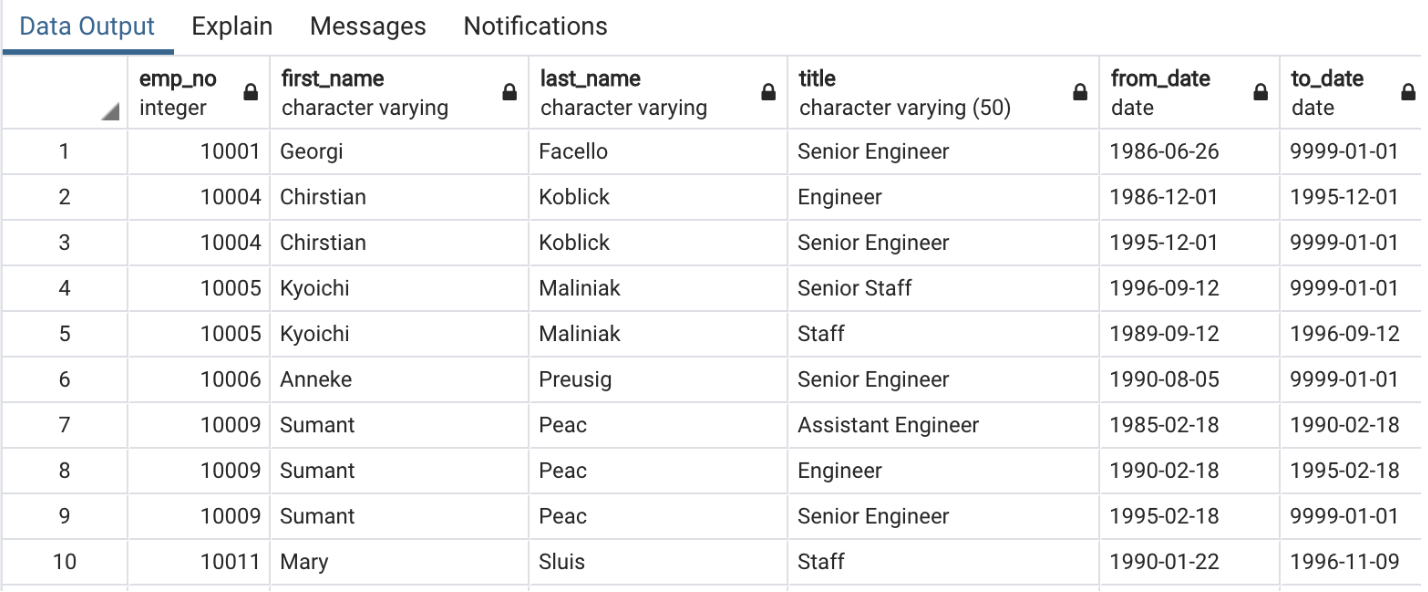 Data Output Explain Messages Notifications
emp_no first_name last_name title from_date to_date
integer character varying character varying character varying (50) date date
1 10001 Georgi Facello Senior Engineer 1986-06-26 9999-01-01
2 10004 Chirstian Koblick Engineer 1986-12-01 1995-12-01
3 10004 Chirstian Koblick Senior Engineer 1995-12-01 9999-01-01
4 10005 Kyoichi Maliniak Senior Staff 1996-09-12 9999-01-01
5 10005 Kyoichi Maliniak Staff 1989-09-12 1996-09-12
6 10006 Anneke Preusig Senior Engineer 1990-08-05 9999-01-01
7 10009 Sumant Peac Assistant Engineer 1985-02-18 1990-02-18
8 10009 Sumant Peac Engineer 1990-02-18 1995-02-18
9 10009 Sumant Peac Senior Engineer 1995-02-18 9999-01-01
10 10011 Mary Sluis Staff 1990-01-22 1996-11-09